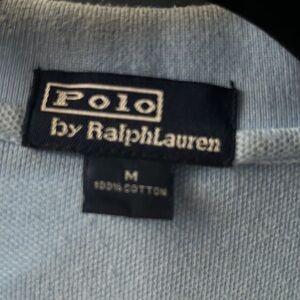 Polo
by RalphLauren
M
100% COTTON